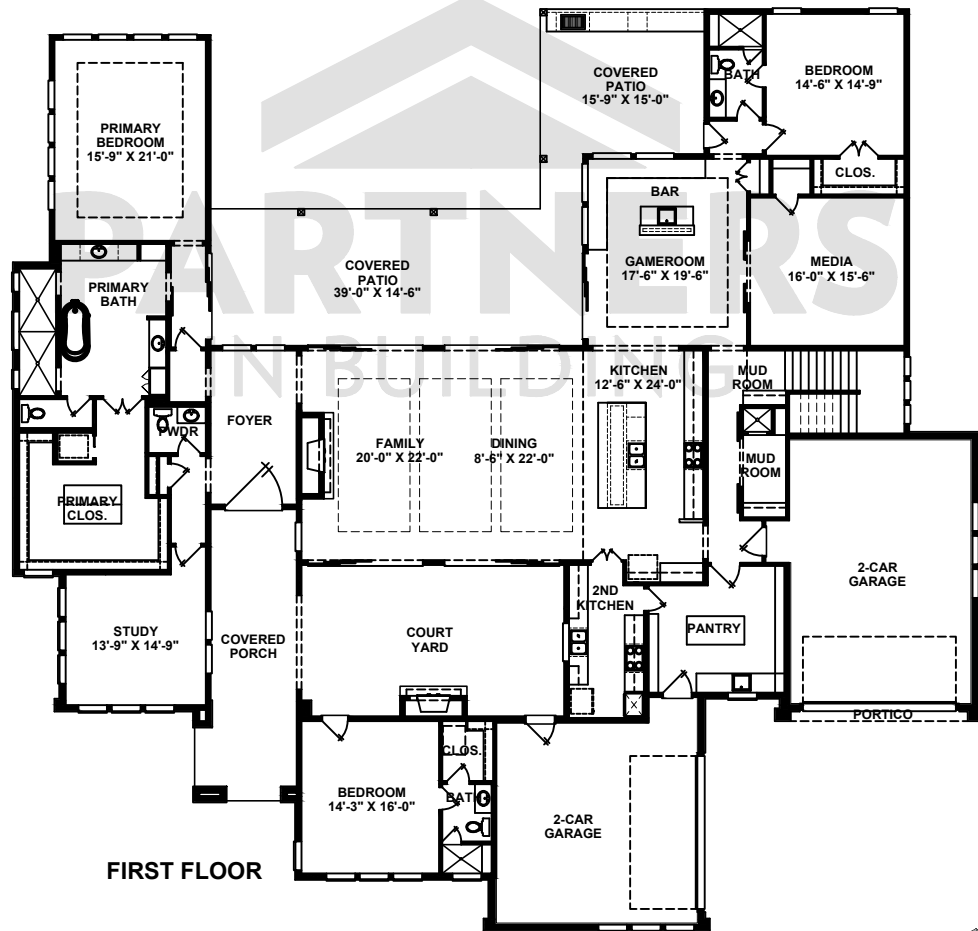 COVERED
PATIO
15'-9" X 15'-0"
BATH
BEDROOM
14'-6" X 14'-9"
PRIMARY
BEDROOM
15'-9" X 21'-0"
CLOS.
BAR
PARTNERS
IN BUILDING
GAMEROOM
17'-6" X 19'-6"
MEDIA
16'-0" X 15'-6"
COVERED
PATIO
39'-0" X 14'-6"
PRIMARY
BATH
KITCHEN
12'-6" X 24'-0"
MUD
ROOM
PWDR
FOYER
FAMILY
20'-0" X 22'-0"
DINING
8'-6" X 22'-0"
MUD
ROOM
PRIMARY
CLOS.
2-CAR
GARAGE
2ND
KITCHEN
STUDY
13'-9" X 14'-9"
COVERED
PORCH
COURT
YARD
PANTRY
PORTICO
CLOS.
BEDROOM
14'-3" X 16'-0"
BATH
2-CAR
GARAGE
FIRST FLOOR